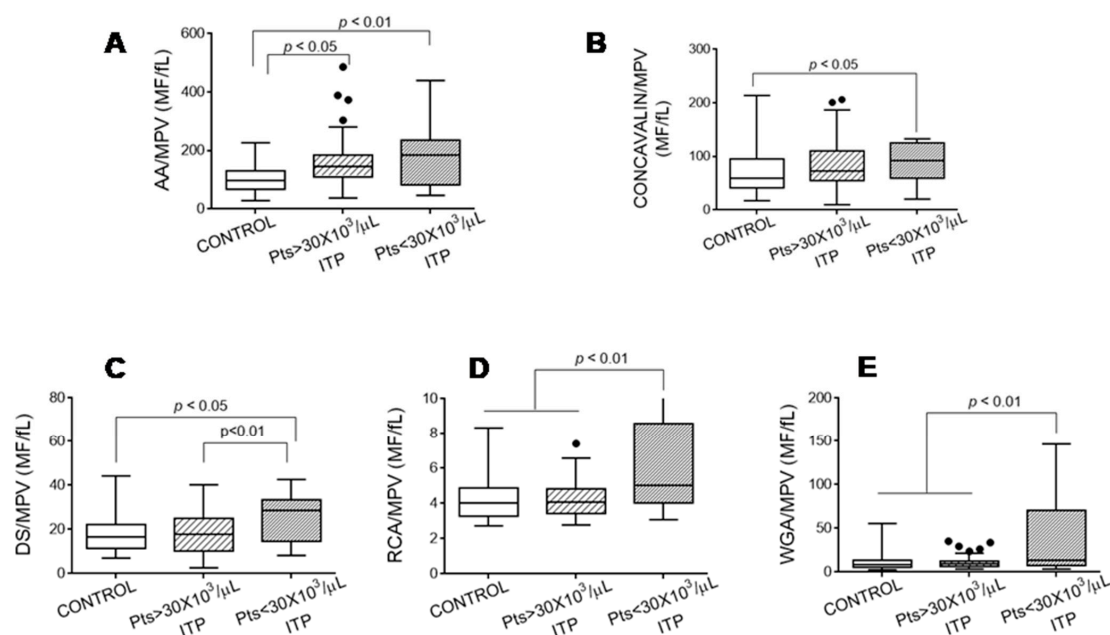 A
AA/MPV (MF/fL)
600
400
200
0
p < 0.01
p < 0.05
CONTROL
Pts>30X10³/µL
ITP
Pts<30X10³/µL
ITP
B
CONCAVALIN/MPV
(MF/fL)
300
200
100
0
p < 0.05
CONTROL
Pts>30X10³/µL
ITP
Pts<30X10³/µL
ITP
C
DS/MPV (MF/fL)
80
60
40
20
0
p < 0.05
p<0.01
CONTROL
Pts>30X10³/µL
ITP
Pts<30X10³/µL
ITP
D
RCA/MPV (MF/fL)
10
8
6
4
2
0
p < 0.01
CONTROL
Pts>30X10³/µL
ITP
Pts<30X10³/µL
ITP
E
WGA/MPV (MF/fL)
200
150
100
50
0
p < 0.01
CONTROL
Pts>30X10³/µL
ITP
Pts<30X10³/µL
ITP